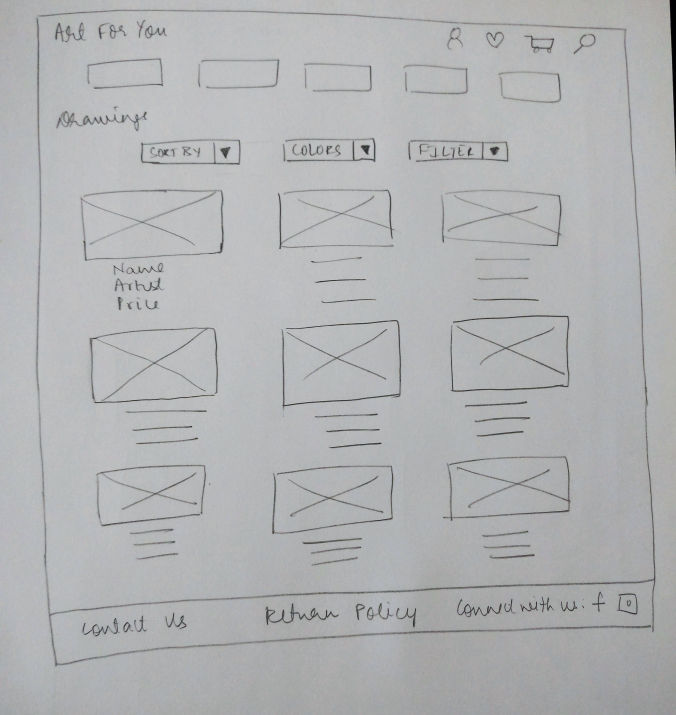 Art For You
Drawings
SORT BY
COLORS
FILTER
Name
Artist
Price
Contact Us
Return Policy
Connect with us: f